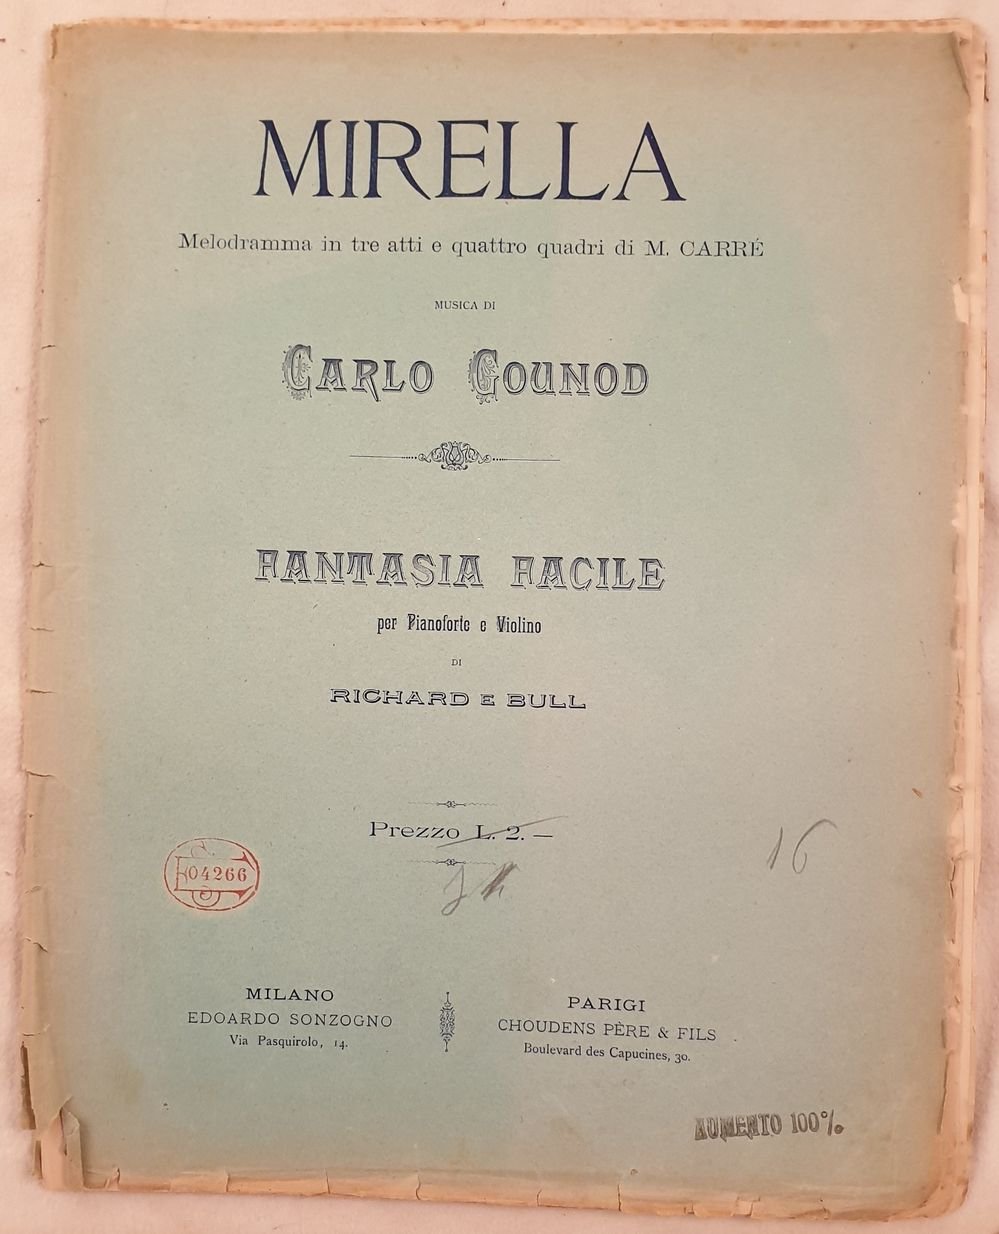 MIRELLA
Melodramma in tre atti e quattro quadri di M. CARRÉ
MUSICA DI
CARLO GOUNOD
FANTASIA FACILE
per Pianoforte e Violino
DI
RICHARD E BULL
Prezzo L. 2. —
16
04266
MILANO
EDOARDO SONZOGNO
Via Pasquirolo, 14.
PARIGI
CHOUDENS PÈRE & FILS
Boulevard des Capucines, 30.
AUMENTO 100%